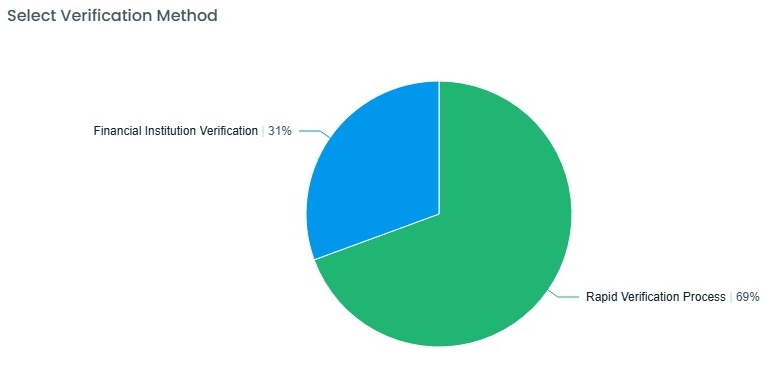 Select Verification Method
Financial Institution Verification | 31%
Rapid Verification Process | 69%